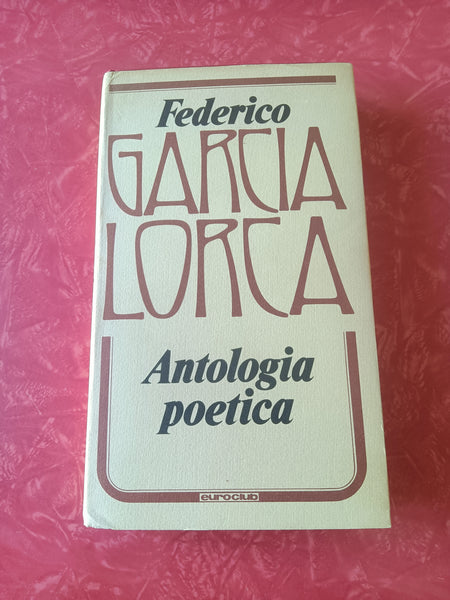 Federico
GARCIA
LORCA
Antologia
poetica
euroclub